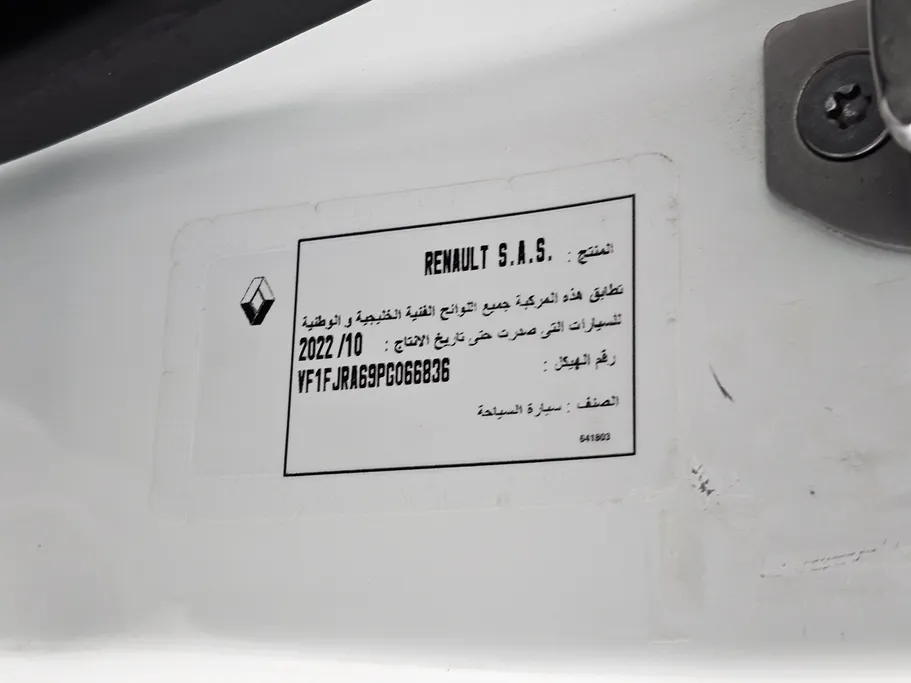 المنتج : RENAULT S.A.S.
تطابق هذه المركبة جميع اللوائح الفنية الخليجية و الوطنية
للسيارات التى صدرت حتى تاريخ الانتاج : 2022/10
رقم الهيكل :
VF1FJRA69PG066836
الصنف : سيارة السياحة
641803